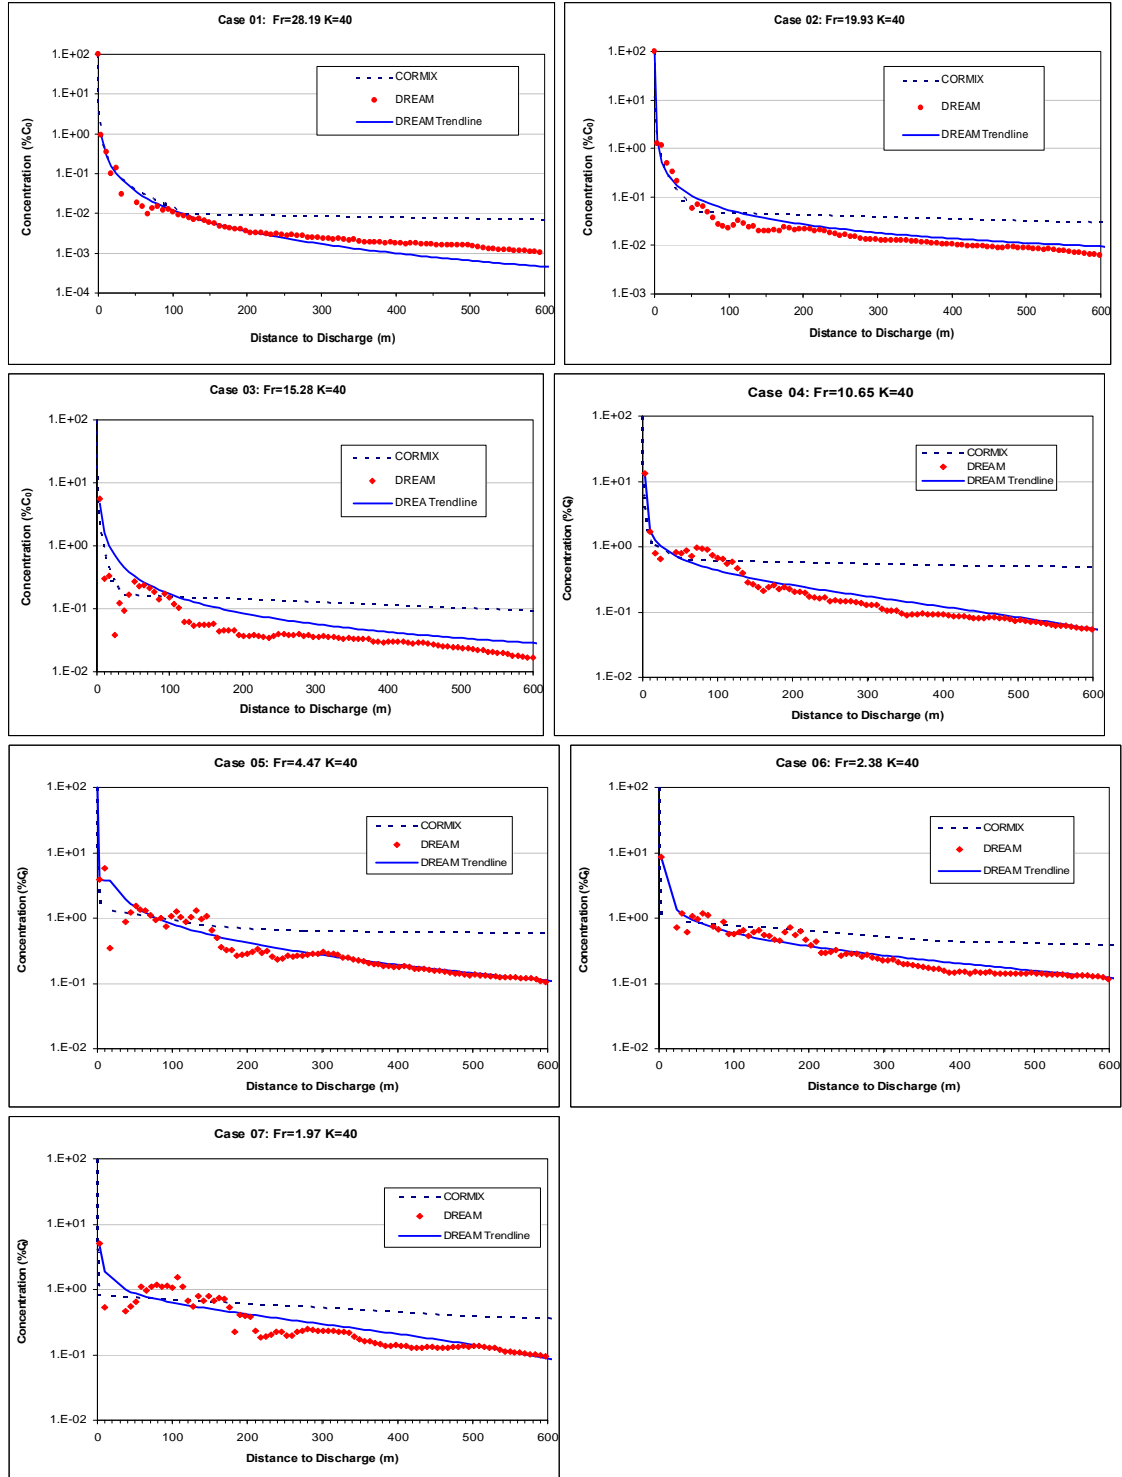 Case 01: Fr=28.19 K=40
1.E+02
1.E+01
1.E+00
1.E-01
1.E-02
1.E-03
1.E-04
Concentration (%C₀)
CORMIX
DREAM
DREAM Trendline
0 100 200 300 400 500 600
Distance to Discharge (m)
Case 02: Fr=19.93 K=40
1.E+02
1.E+01
1.E+00
1.E-01
1.E-02
1.E-03
Concentration (%C₀)
CORMIX
DREAM
DREAM Trendline
0 100 200 300 400 500 600
Distance to Discharge (m)
Case 03: Fr=15.28 K=40
1.E+02
1.E+01
1.E+00
1.E-01
1.E-02
Concentration (%C₀)
CORMIX
DREAM
DREA Trendline
0 100 200 300 400 500 600
Distance to Discharge (m)
Case 04: Fr=10.65 K=40
1.E+02
1.E+01
1.E+00
1.E-01
1.E-02
Concentration (%C₀)
CORMIX
DREAM
DREAM Trendline
0 100 200 300 400 500 600
Distance to Discharge (m)
Case 05: Fr=4.47 K=40
1.E+02
1.E+01
1.E+00
1.E-01
1.E-02
Concentration (%C₀)
CORMIX
DREAM
DREAM Trendline
0 100 200 300 400 500 600
Distance to Discharge (m)
Case 06: Fr=2.38 K=40
1.E+02
1.E+01
1.E+00
1.E-01
1.E-02
Concentration (%C₀)
CORMIX
DREAM
DREAM Trendline
0 100 200 300 400 500 600
Distance to Discharge (m)
Case 07: Fr=1.97 K=40
1.E+02
1.E+01
1.E+00
1.E-01
1.E-02
Concentration (%C₀)
CORMIX
DREAM
DREAM Trendline
0 100 200 300 400 500 600
Distance to Discharge (m)